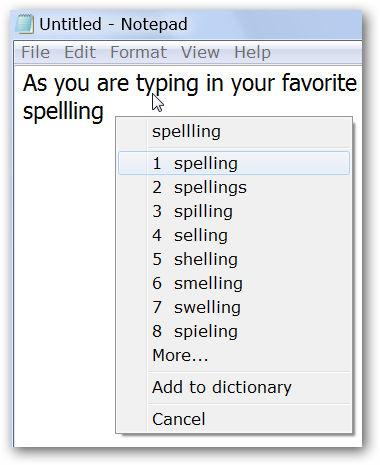 Untitled - Notepad
File Edit Format View Help
As you are typing in your favorite
spellling
spellling
1 spelling
2 spellings
3 spilling
4 selling
5 shelling
6 smelling
7 swelling
8 spieling
More...
Add to dictionary
Cancel